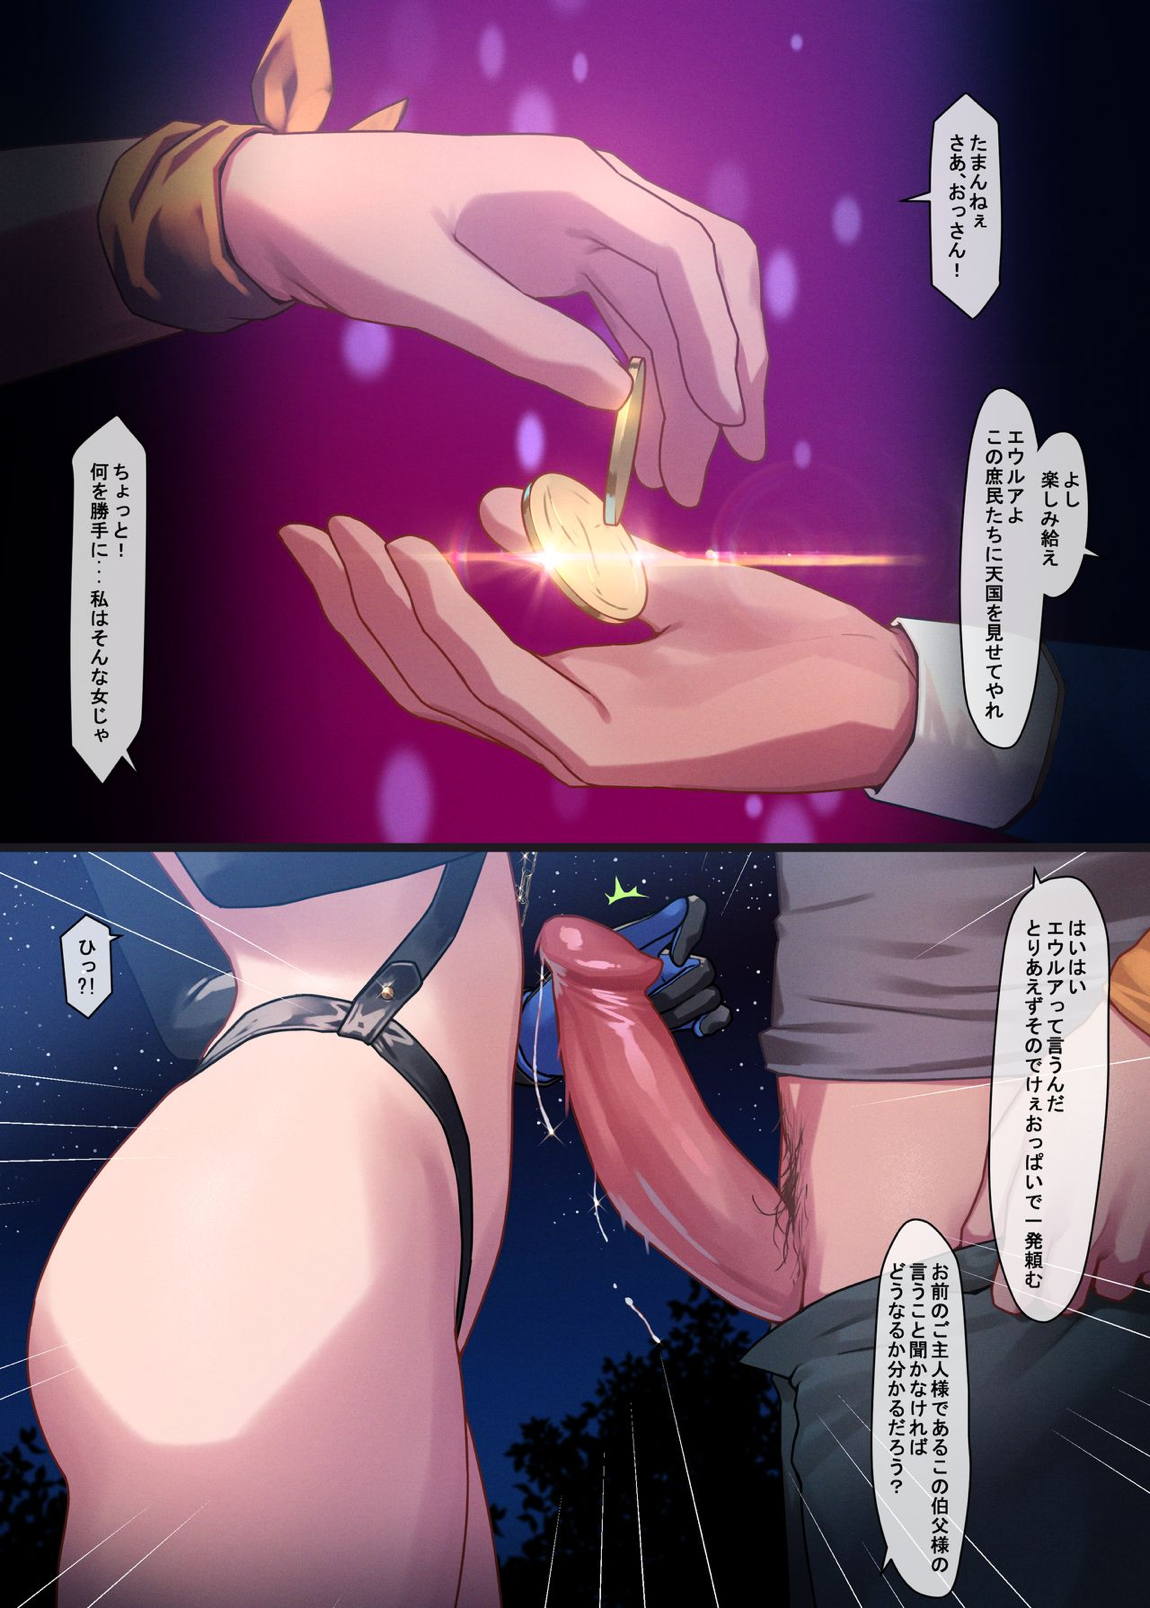 たまんねぇ
さあ、おっさん！
よし
楽しみ給え
エウルアよ
この庶民たちに天国を見せてやれ
ちょっと！
何を勝手に...私はそんな女じゃ
はいはい
エウルアって言うんだ
とりあえずそのでけぇおっぱいで一発頼む
ひっ？！
お前のご主人様であるこの伯父様の
言うこと聞かなければ
どうなるか分かるだろう？